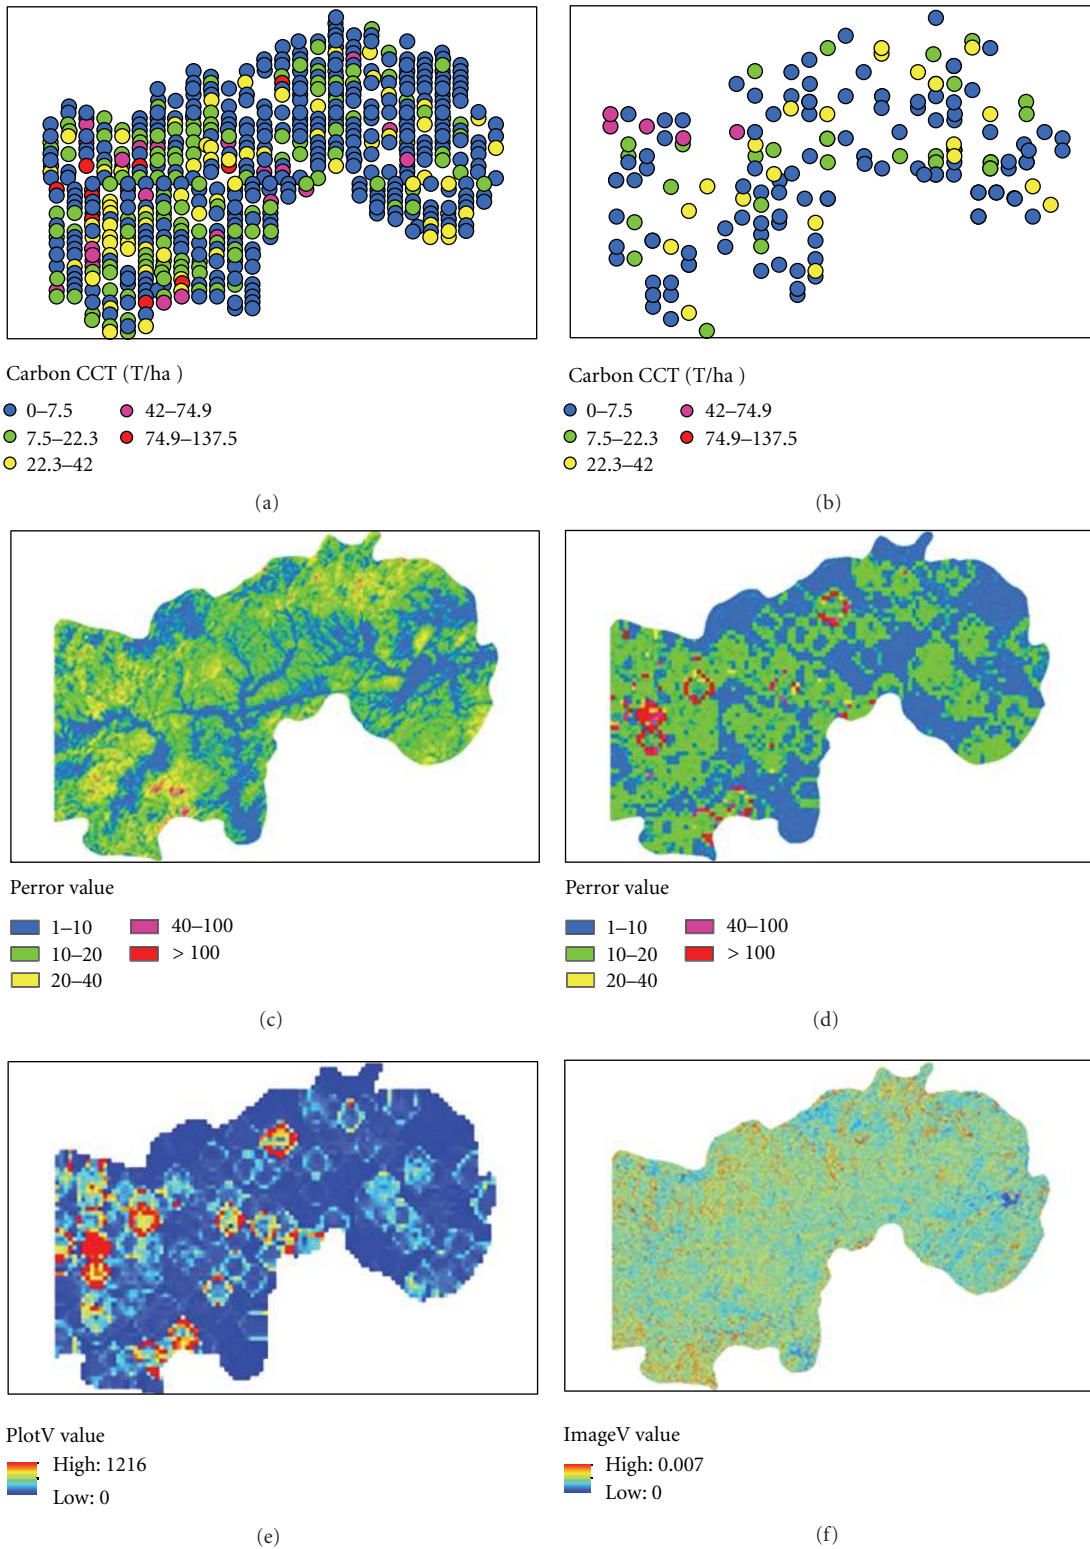 Carbon CCT (T/ha )
0–7.5
42–74.9
7.5–22.3
74.9–137.5
22.3–42
(a)
Carbon CCT (T/ha )
0–7.5
42–74.9
7.5–22.3
74.9–137.5
22.3–42
(b)
Perror value
1–10
40–100
10–20
> 100
20–40
(c)
Perror value
1–10
40–100
10–20
> 100
20–40
(d)
PlotV value
High: 1216
Low: 0
(e)
ImageV value
High: 0.007
Low: 0
(f)